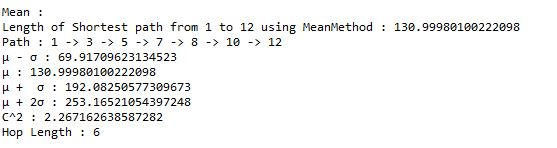 Mean :
Length of Shortest path from 1 to 12 using MeanMethod : 130.99980100222098
Path : 1 -> 3 -> 5 -> 7 -> 8 -> 10 -> 12
μ - σ : 69.91709623134523
μ : 130.99980100222098
μ +  σ : 192.08250577309673
μ + 2σ : 253.16521054397248
C^2 : 2.267162638587282
Hop Length : 6